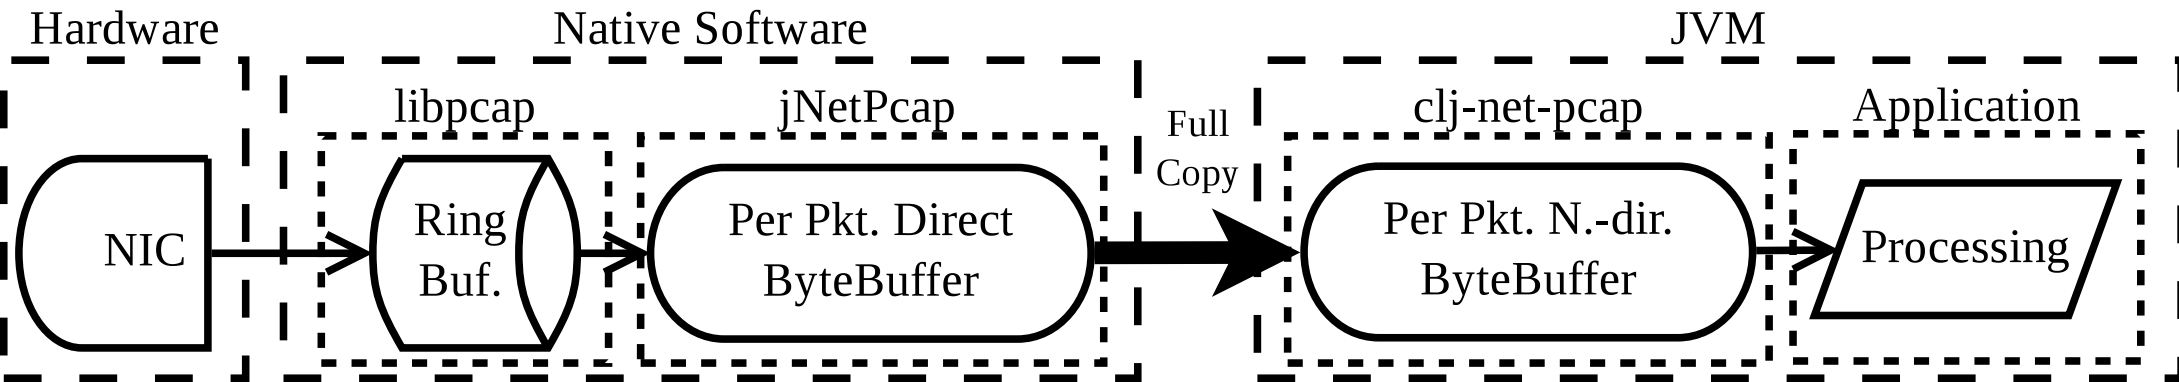 Hardware
Native Software
JVM
libpcap
jNetPcap
clj-net-pcap
Application
Full
Copy
NIC
Ring
Buf.
Per Pkt. Direct
ByteBuffer
Per Pkt. N.-dir.
ByteBuffer
Processing